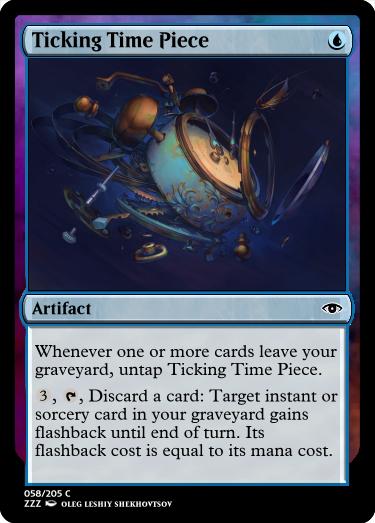 Ticking Time Piece
Artifact
Whenever one or more cards leave your
graveyard, untap Ticking Time Piece.
3, , Discard a card: Target instant or
sorcery card in your graveyard gains
flashback until end of turn. Its
flashback cost is equal to its mana cost.
058/205 C
ZZZ OLEG LESHIY SHEKHOVTSOV